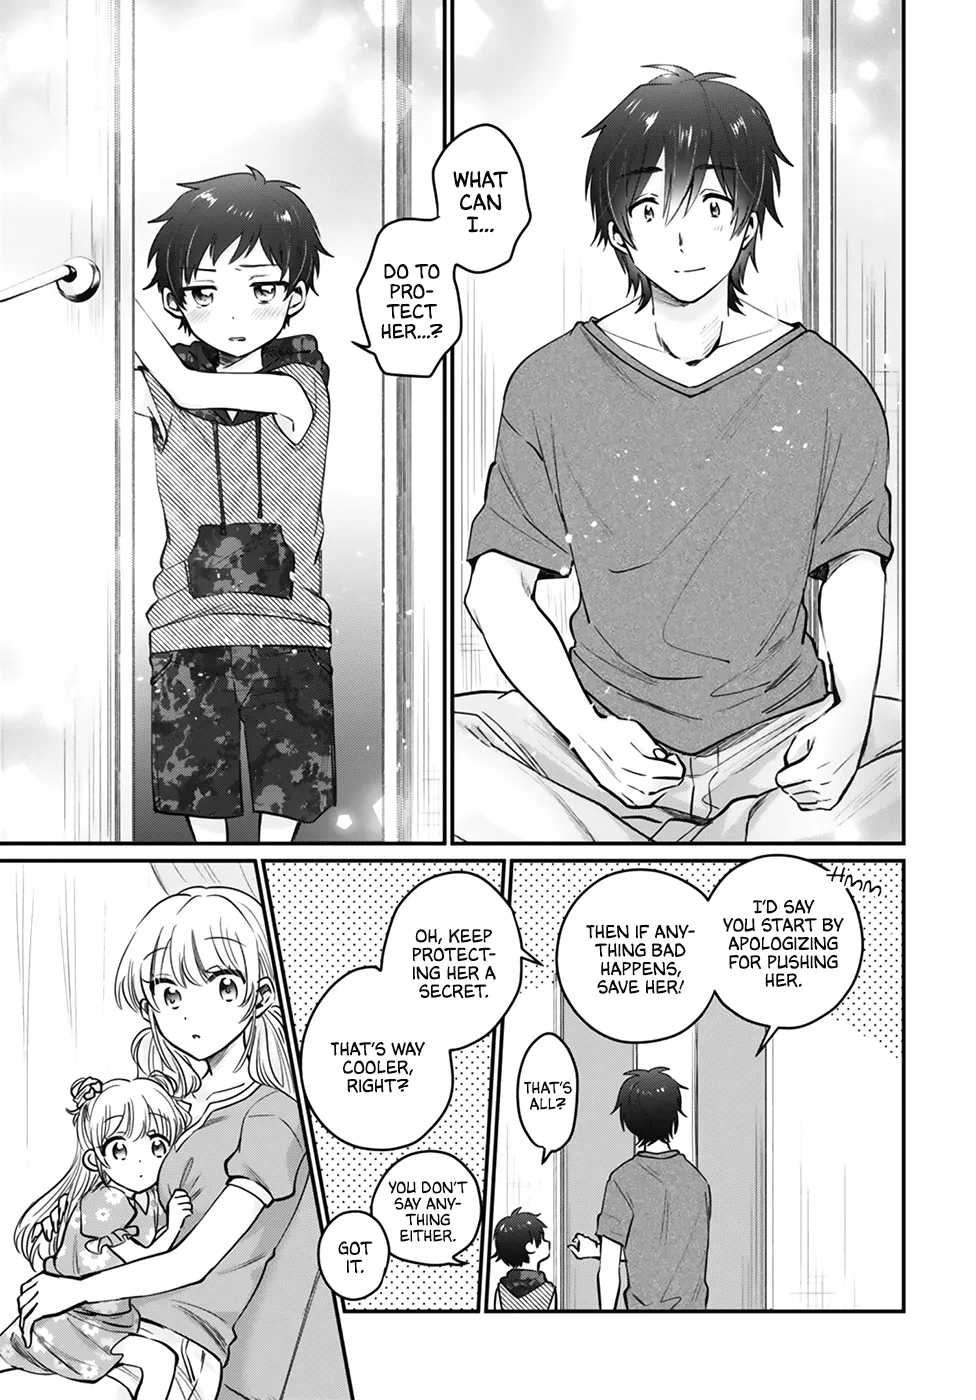 WHAT
CAN
I...
DO TO
PRO-
TECT
HER...?
HMM
I'D SAY
YOU START BY
APOLOGIZING
FOR PUSHING
HER.
THEN IF ANY-
THING BAD
HAPPENS,
SAVE HER!
THAT'S
ALL?
OH, KEEP
PROTECT-
ING HER A
SECRET.
THAT'S WAY
COOLER,
RIGHT?
YOU DON'T
SAY ANY-
THING
EITHER.
GOT
IT.